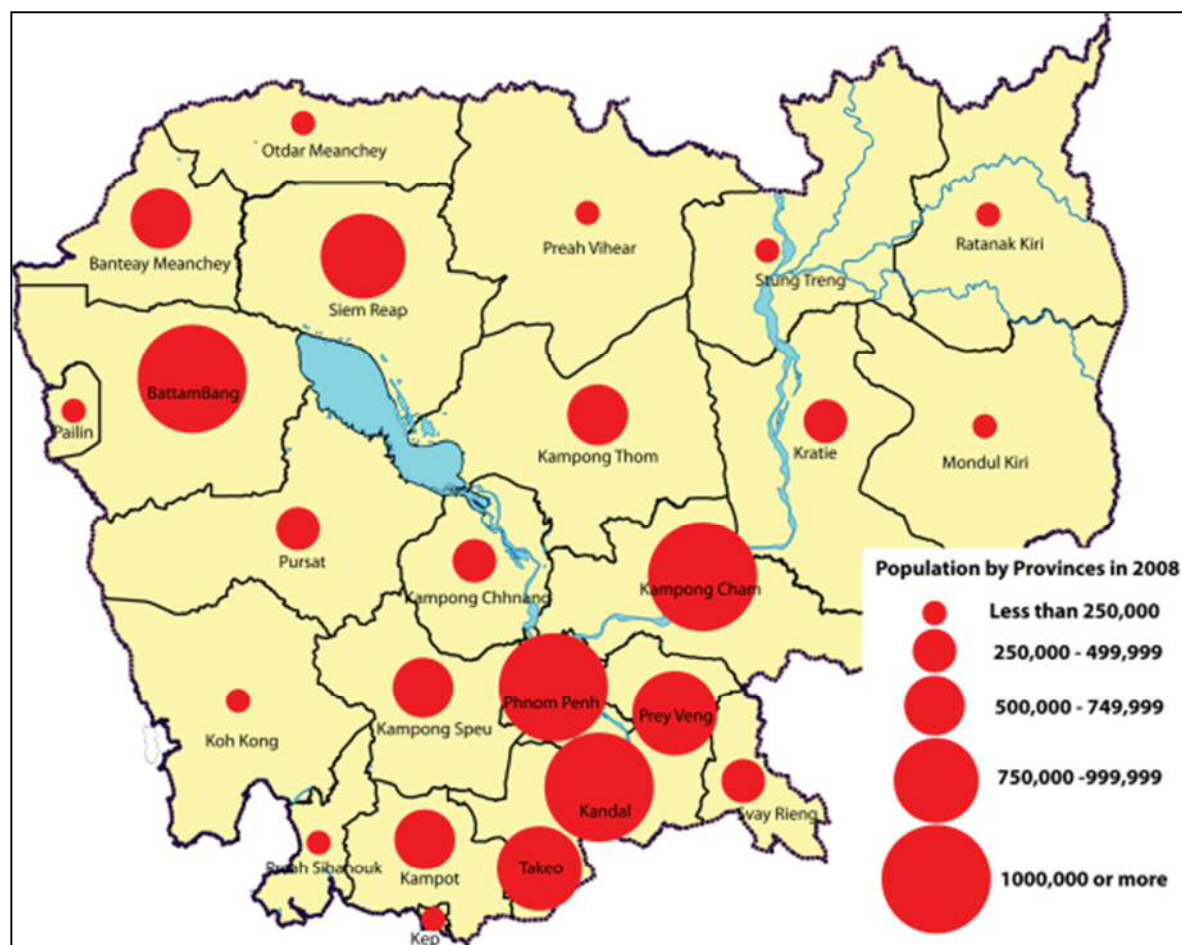 Otdar Meanchey
Banteay Meanchey
Siem Reap
Preah Vihear
Stung Treng
Ratanak Kiri
BattamBang
Pailin
Kampong Thom
Kratie
Mondul Kiri
Pursat
Kampong Chhnang
Kampong Cham
Koh Kong
Kampong Speu
Phnom Penh
Prey Veng
Kandal
Svay Rieng
Preah Sihanouk
Kampot
Takeo
Kep
Population by Provinces in 2008
Less than 250,000
250,000 - 499,999
500,000 - 749,999
750,000 -999,999
1000,000 or more